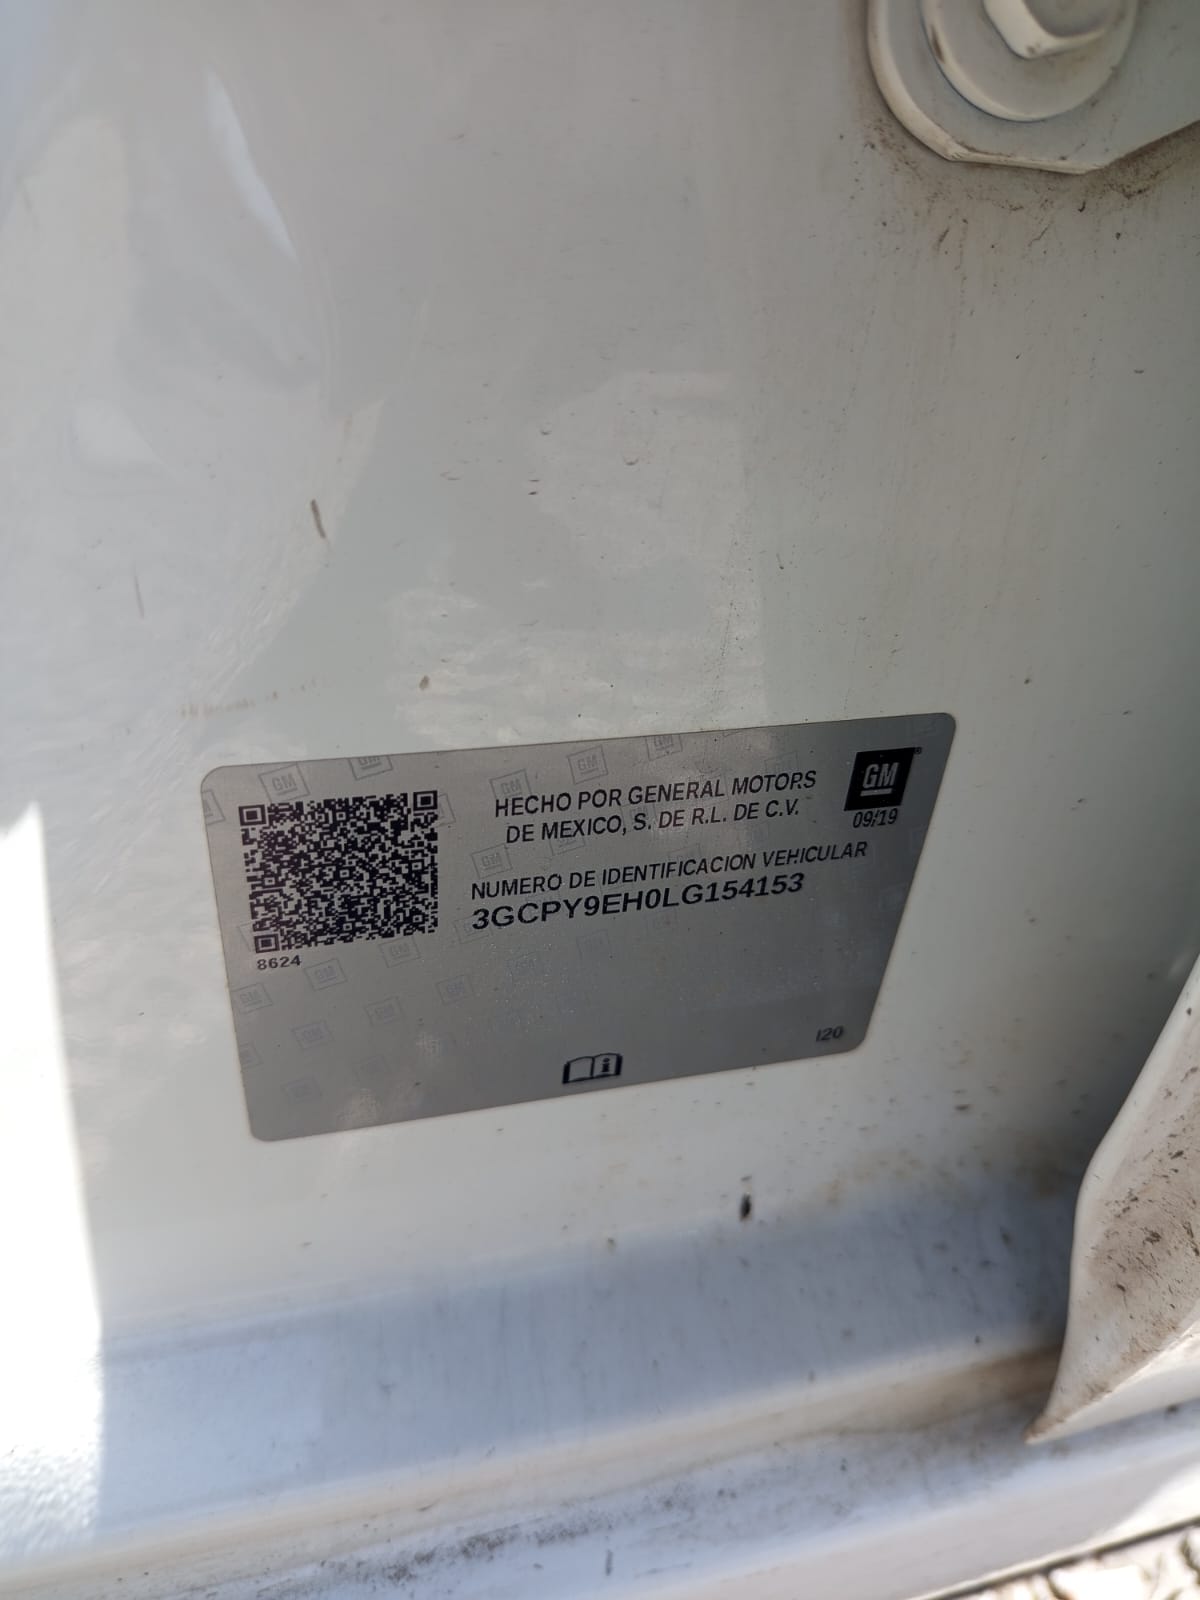 HECHO POR GENERAL MOTORS
DE MEXICO, S. DE R.L. DE C.V.
GM
09/19
NUMERO DE IDENTIFICACION VEHICULAR
3GCPY9EH0LG154153
8624
I20